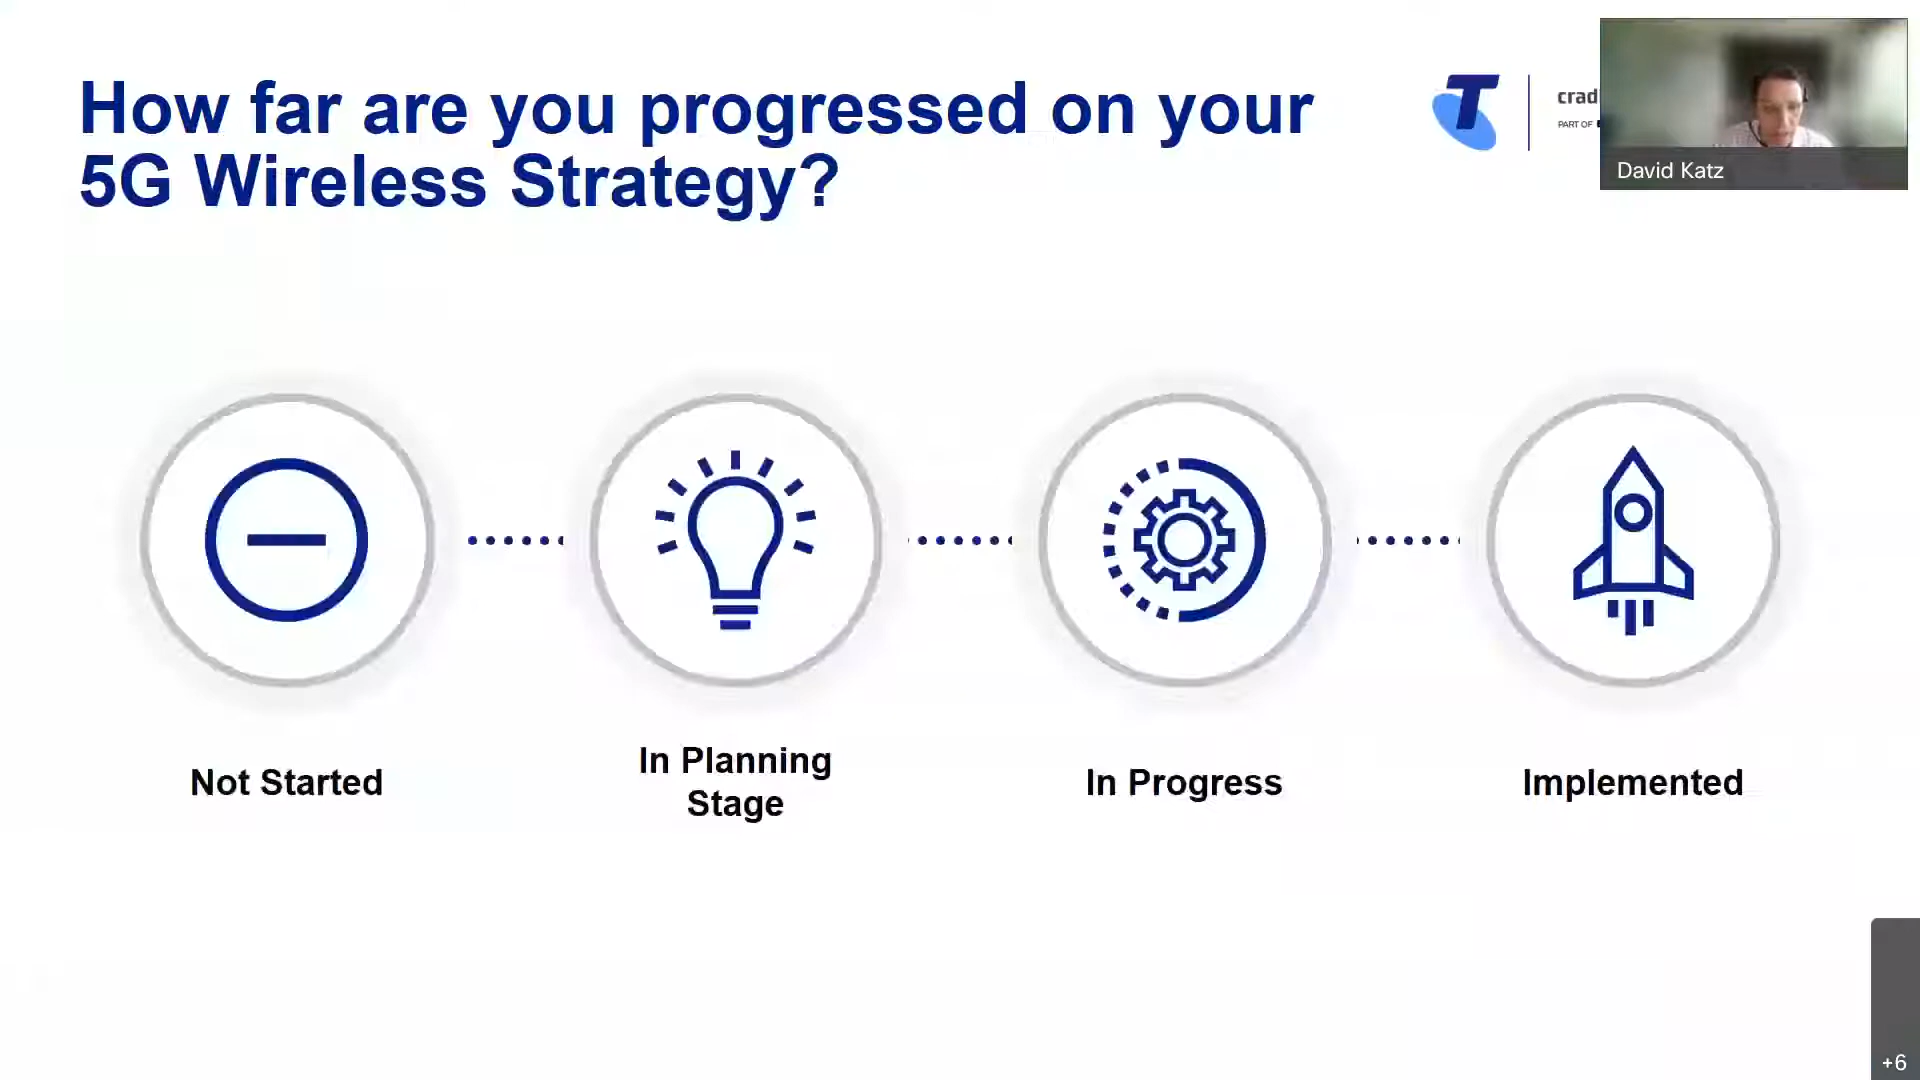 How far are you progressed on your
5G Wireless Strategy?
T
PART OF
David Katz
Not Started
In Planning
Stage
In Progress
Implemented
+6